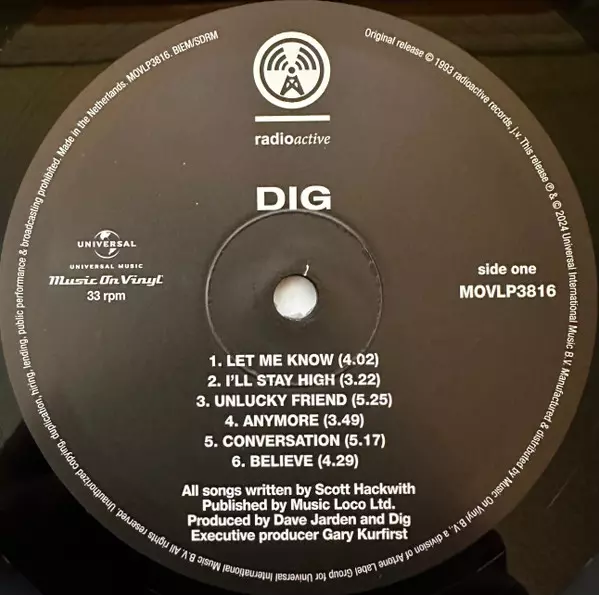 radioactive
DIG
UNIVERSAL
UNIVERSAL MUSIC
Music On Vinyl
33 rpm
side one
MOVLP3816
1. LET ME KNOW (4.02)
2. I'LL STAY HIGH (3.22)
3. UNLUCKY FRIEND (5.25)
4. ANYMORE (3.49)
5. CONVERSATION (5.17)
6. BELIEVE (4.29)
All songs written by Scott Hackwith
Published by Music Loco Ltd.
Produced by Dave Jarden and Dig
Executive producer Gary Kurfirst
Original release © 1993 radioactive records, j.v. This release ℗ & © 2024 Universal International Music B.V. Manufactured & distributed by Music On Vinyl B.V., a division of Artone Label Group for Universal International Music B.V. All rights reserved. Unauthorized copying, duplication, hiring, lending, public performance & broadcasting prohibited. Made in the Netherlands. MOVLP3816. BIEM/SDRM